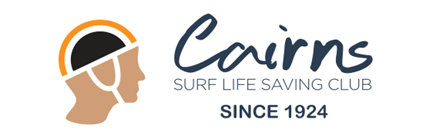 Cairns
SURF LIFE SAVING CLUB
SINCE 1924